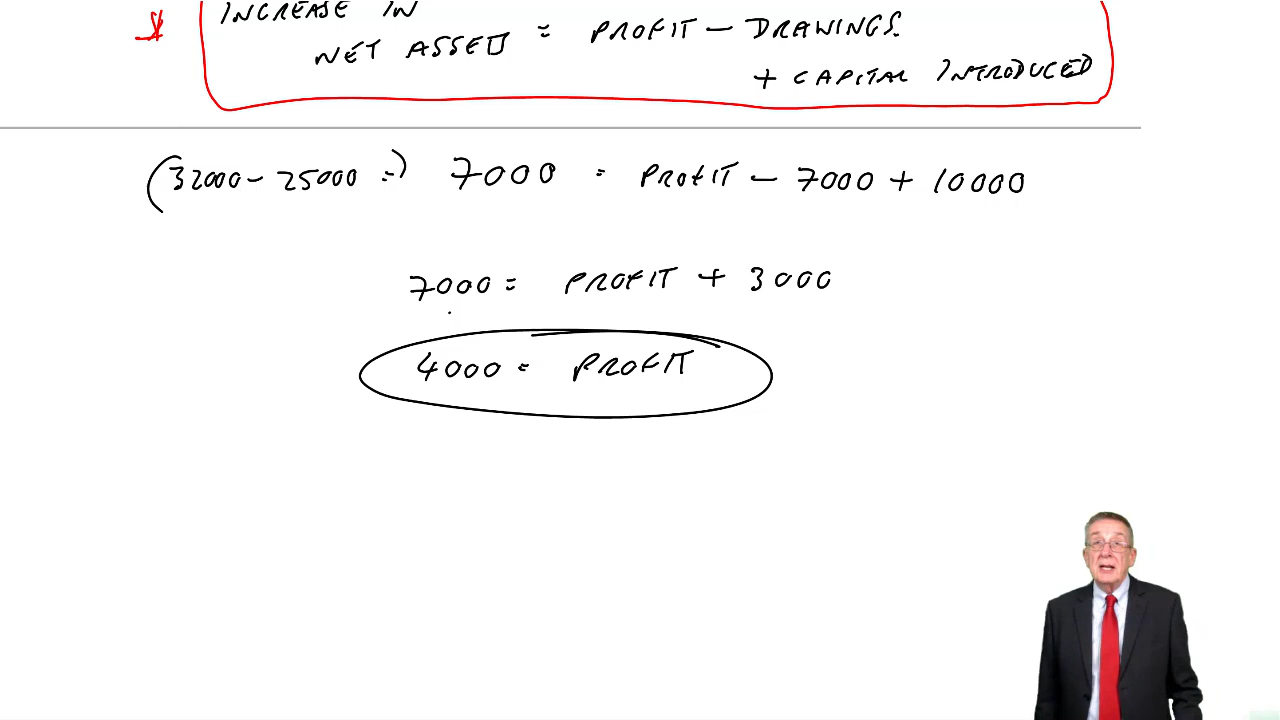 * INCREASE IN
NET ASSETS = PROFIT - DRAWINGS.
+ CAPITAL INTRODUCED
(32000 - 25000 =) 7000 = PROFIT - 7000 + 10000
7000 = PROFIT + 3000
4000 = PROFIT